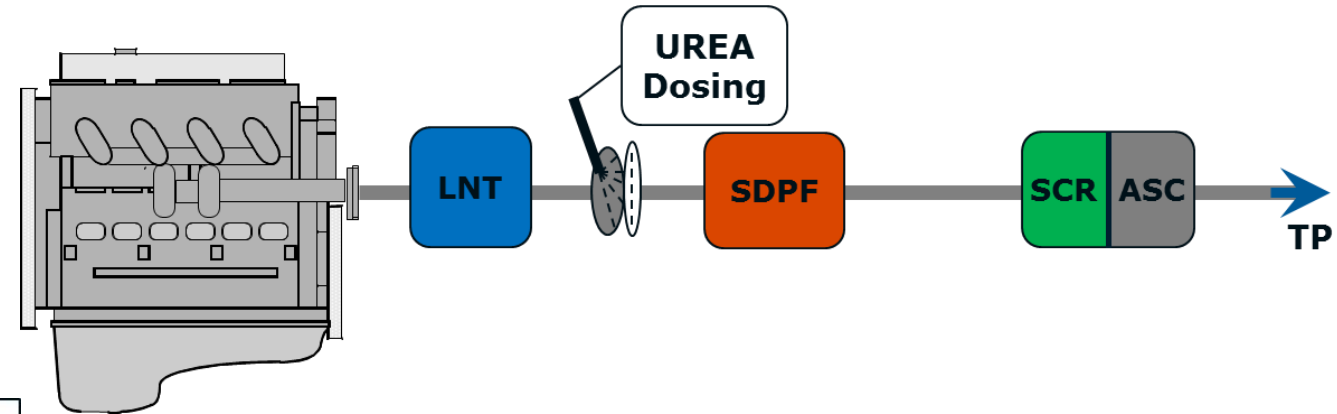 UREA
Dosing
LNT
SDPF
SCR
ASC
TP